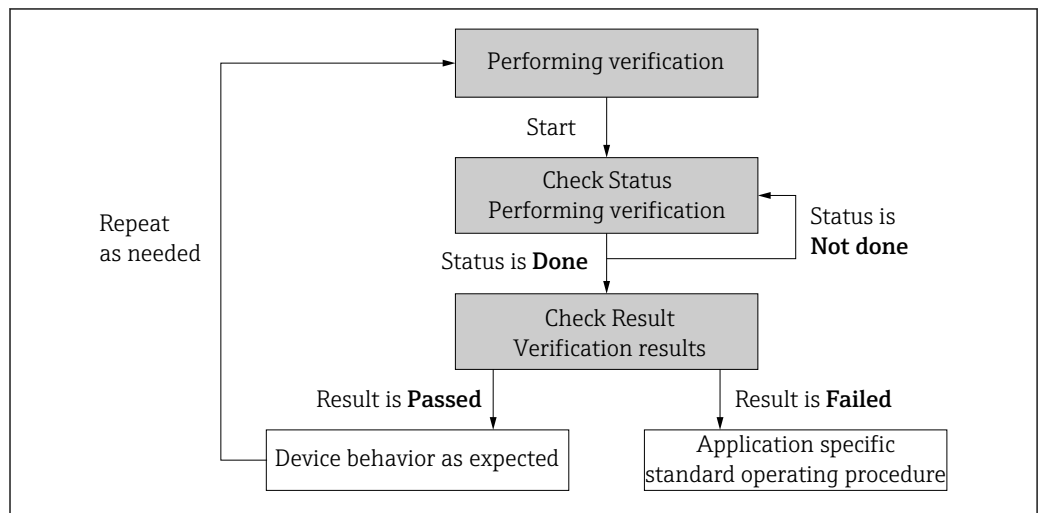 Performing verification
Start
Check Status
Performing verification
Repeat
as needed
Status is
Not done
Status is Done
Check Result
Verification results
Result is Passed
Result is Failed
Device behavior as expected
Application specific
standard operating procedure